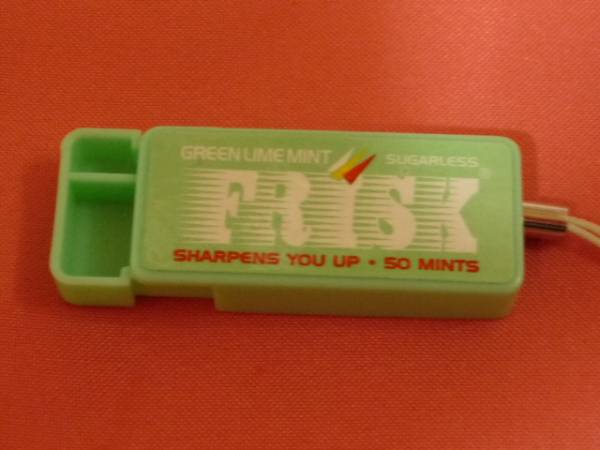 GREEN LIME MINT SUGARLESS
FRISK®
SHARPENS YOU UP • 50 MINTS